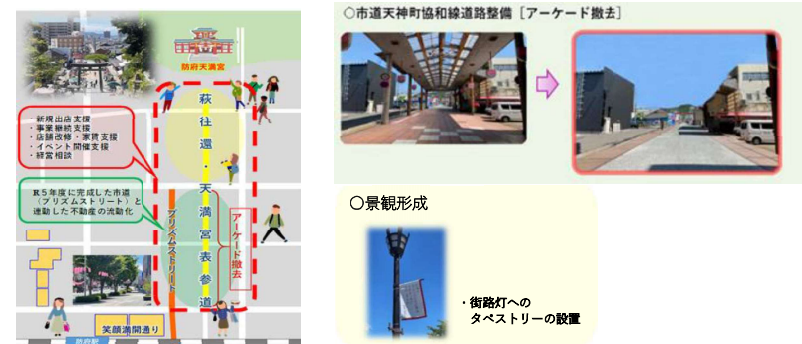 防府天満宮
・新規出店支援
・事業継続支援
・店舗改修・家賃支援
・イベント開催支援
・経営相談
萩往還・天満宮表参道
R5年度に完成した市道
(プリズムストリート)と
連動した不動産の流動化
プリズムストリート
アーケード撤去
笑顔満開通り
防府駅
○市道天神町協和線道路整備［アーケード撤去］
○景観形成
・街路灯への
タペストリーの設置